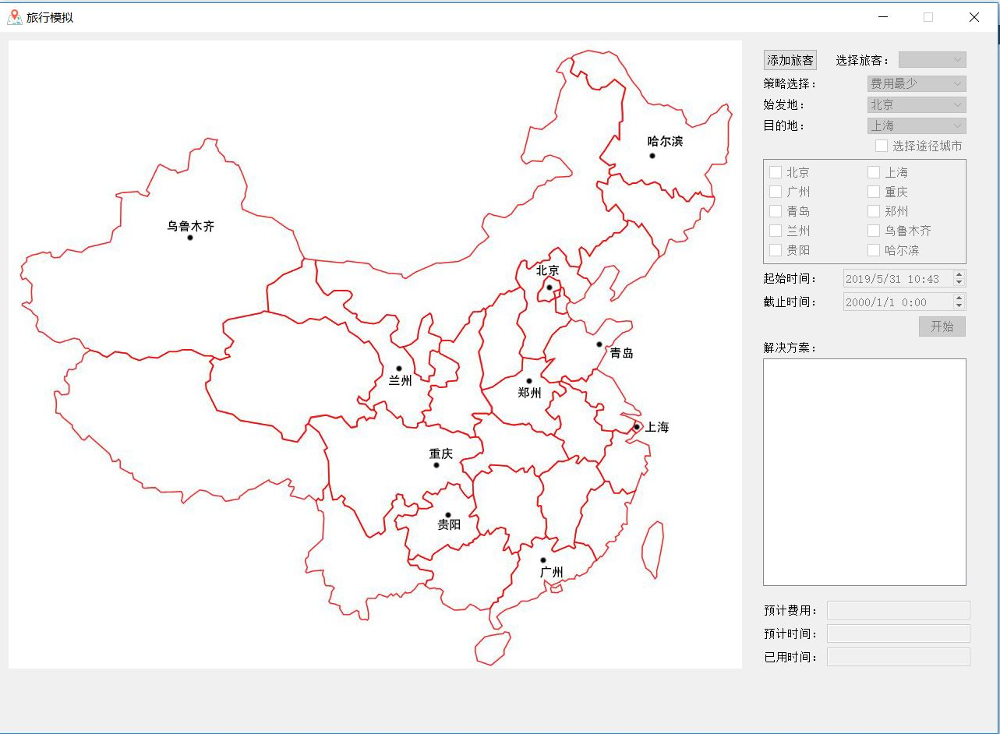 旅行模拟
哈尔滨
乌鲁木齐
北京
青岛
兰州
郑州
上海
重庆
贵阳
广州
添加旅客 选择旅客：
策略选择： 费用最少
始发地： 北京
目的地： 上海
选择途径城市
北京 上海
广州 重庆
青岛 郑州
兰州 乌鲁木齐
贵阳 哈尔滨
起始时间： 2019/5/31 10:43
截止时间： 2000/1/1 0:00
开始
解决方案：
预计费用：
预计时间：
已用时间：